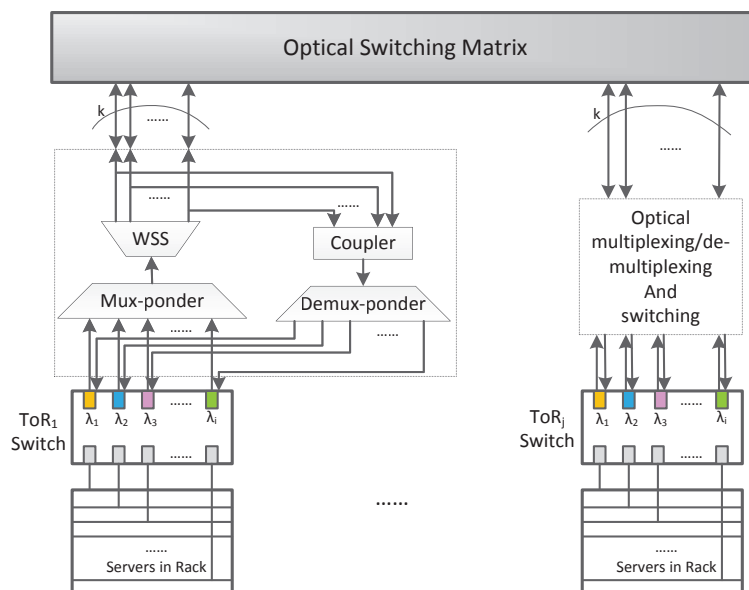 Optical Switching Matrix
k
......
k
......
......
......
WSS
Coupler
Mux-ponder
Demux-ponder
......
......
Optical
multiplexing/de-
multiplexing
And
switching
ToR1
Switch
λ1 λ2 λ3 ...... λi
......
Servers in Rack
......
......
......
ToRj
Switch
λ1 λ2 λ3 ...... λi
......
......
Servers in Rack